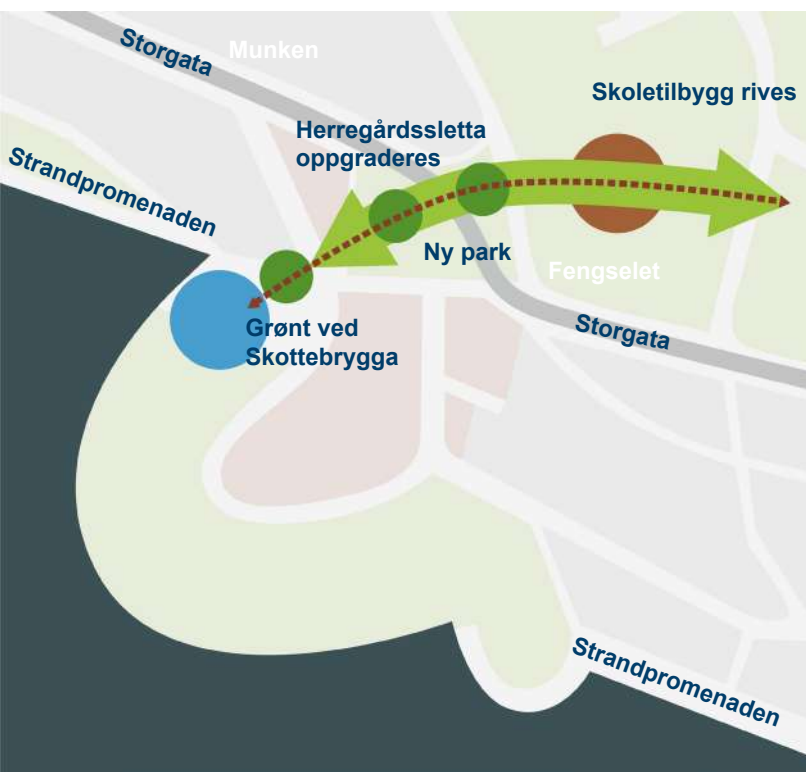 Storgata
Munken
Skoletilbygg rives
Herregårdssletta
oppgraderes
Strandpromenaden
Ny park
Fengselet
Grønt ved
Skottebrygga
Storgata
Strandpromenaden